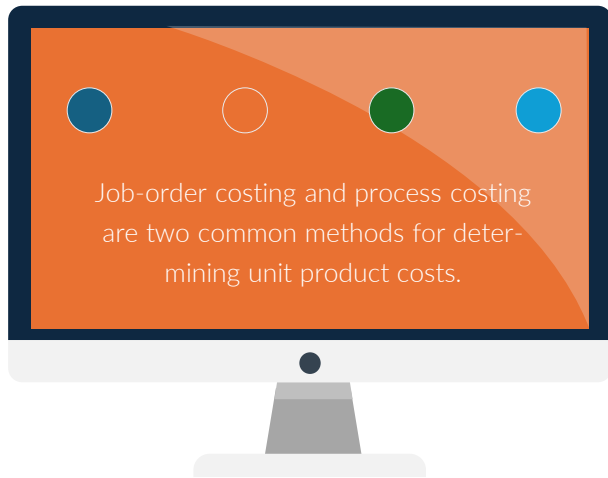 Job-order costing and process costing
are two common methods for deter-
mining unit product costs.